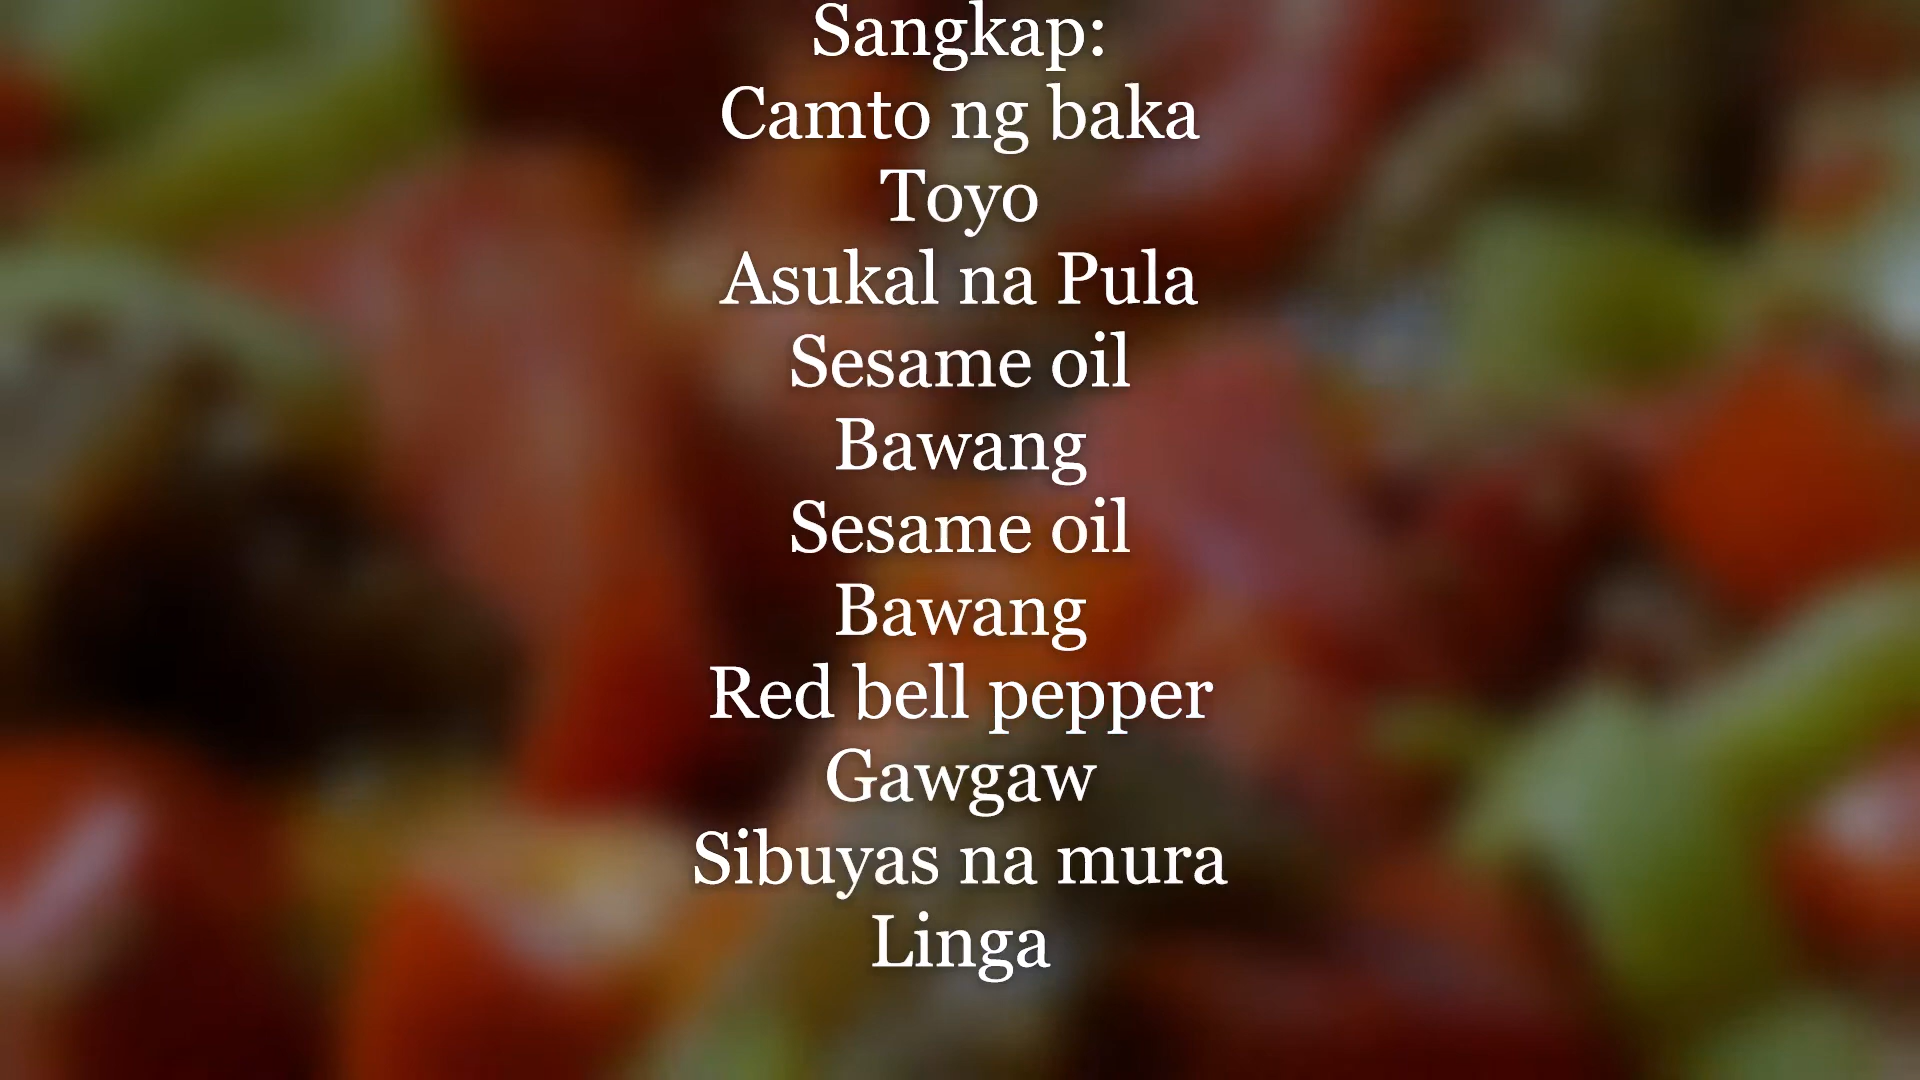 Sangkap:
Camto ng baka
Toyo
Asukal na Pula
Sesame oil
Bawang
Sesame oil
Bawang
Red bell pepper
Gawgaw
Sibuyas na mura
Linga